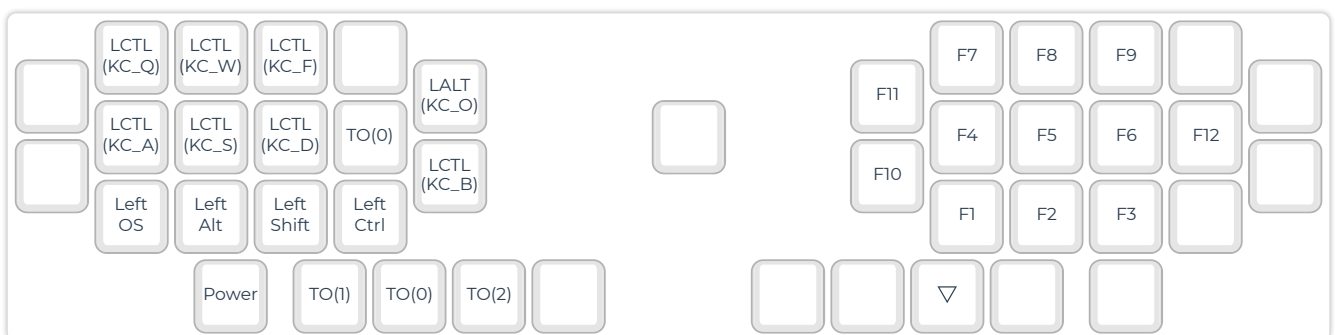 LCTL
(KC_Q)
LCTL
(KC_W)
LCTL
(KC_F)
F7
F8
F9
LALT
(KC_O)
F11
LCTL
(KC_A)
LCTL
(KC_S)
LCTL
(KC_D)
TO(0)
F4
F5
F6
F12
LCTL
(KC_B)
F10
Left
OS
Left
Alt
Left
Shift
Left
Ctrl
F1
F2
F3
Power
TO(1)
TO(0)
TO(2)
▽